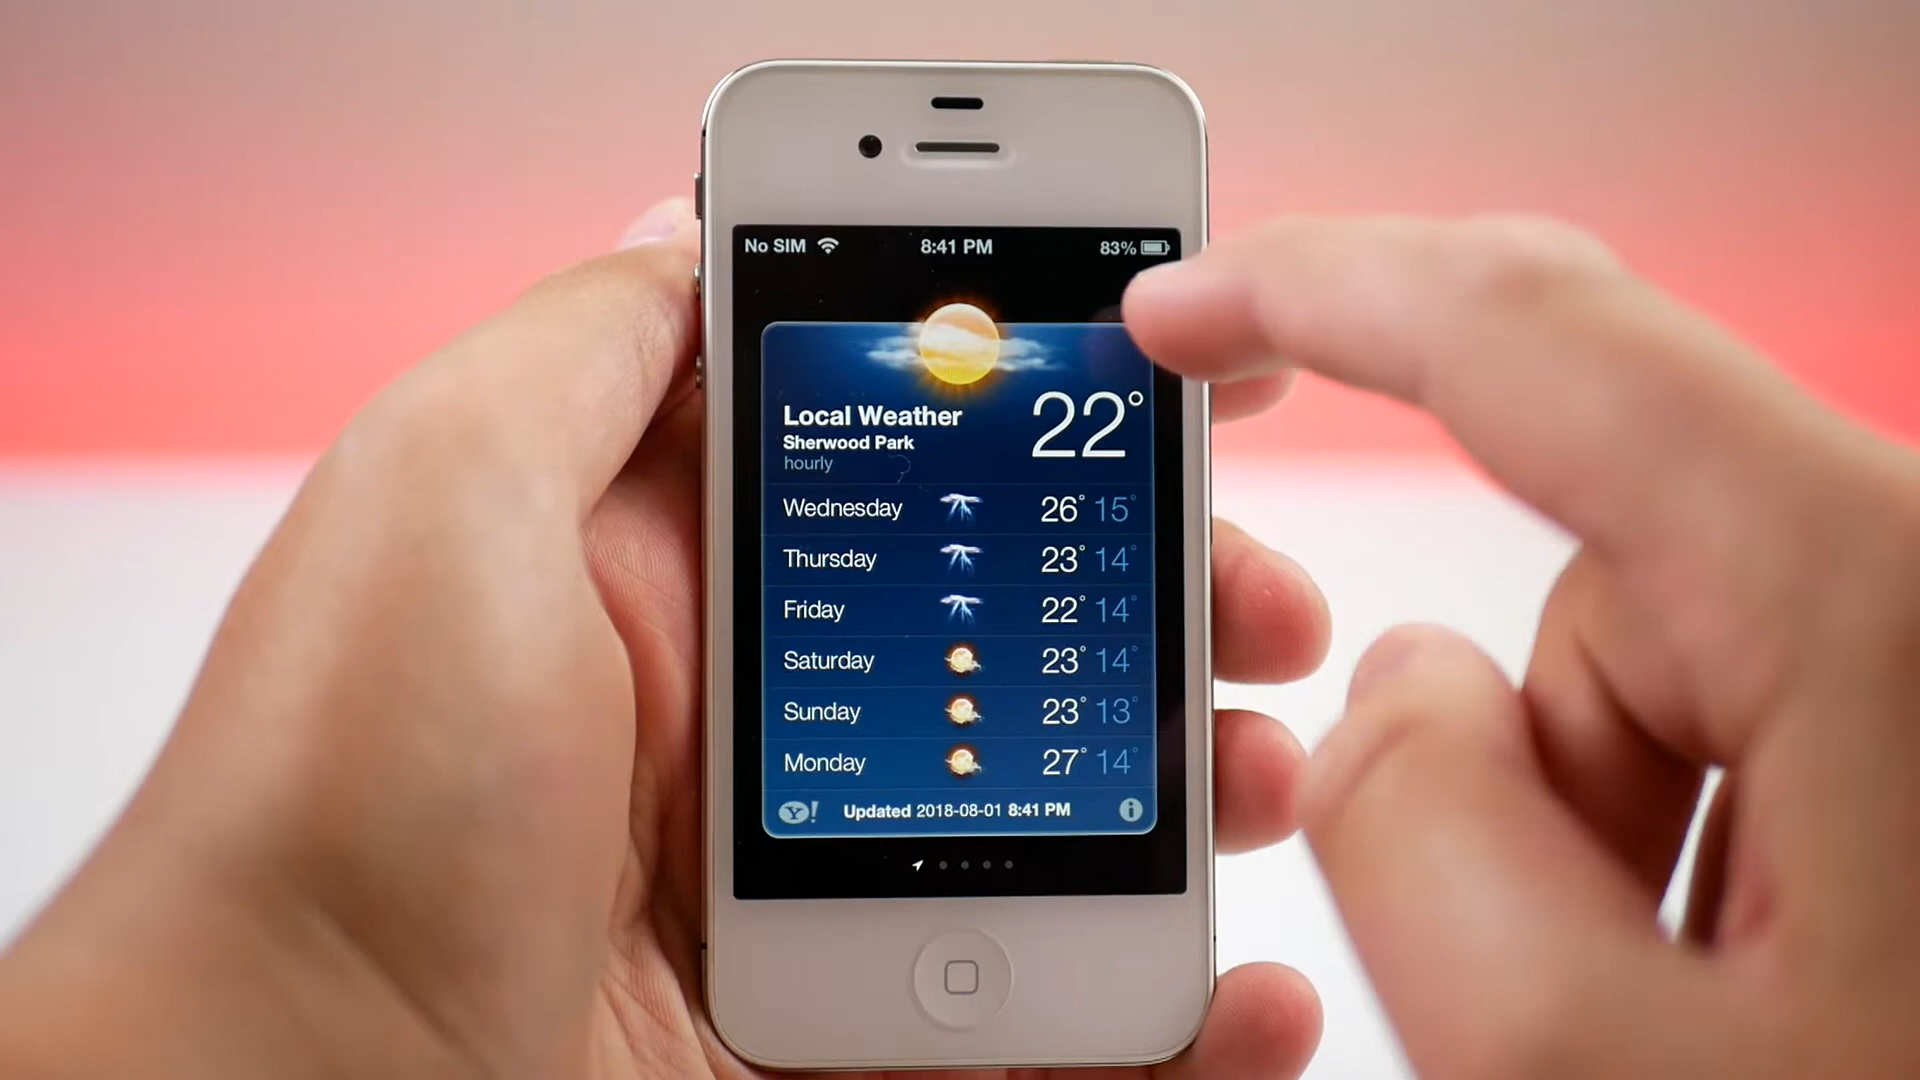 No SIM 8:41 PM 83%
Local Weather 22°
Sherwood Park
hourly
Wednesday 26° 15°
Thursday 23° 14°
Friday 22° 14°
Saturday 23° 14°
Sunday 23° 13°
Monday 27° 14°
Y! Updated 2018-08-01 8:41 PM i